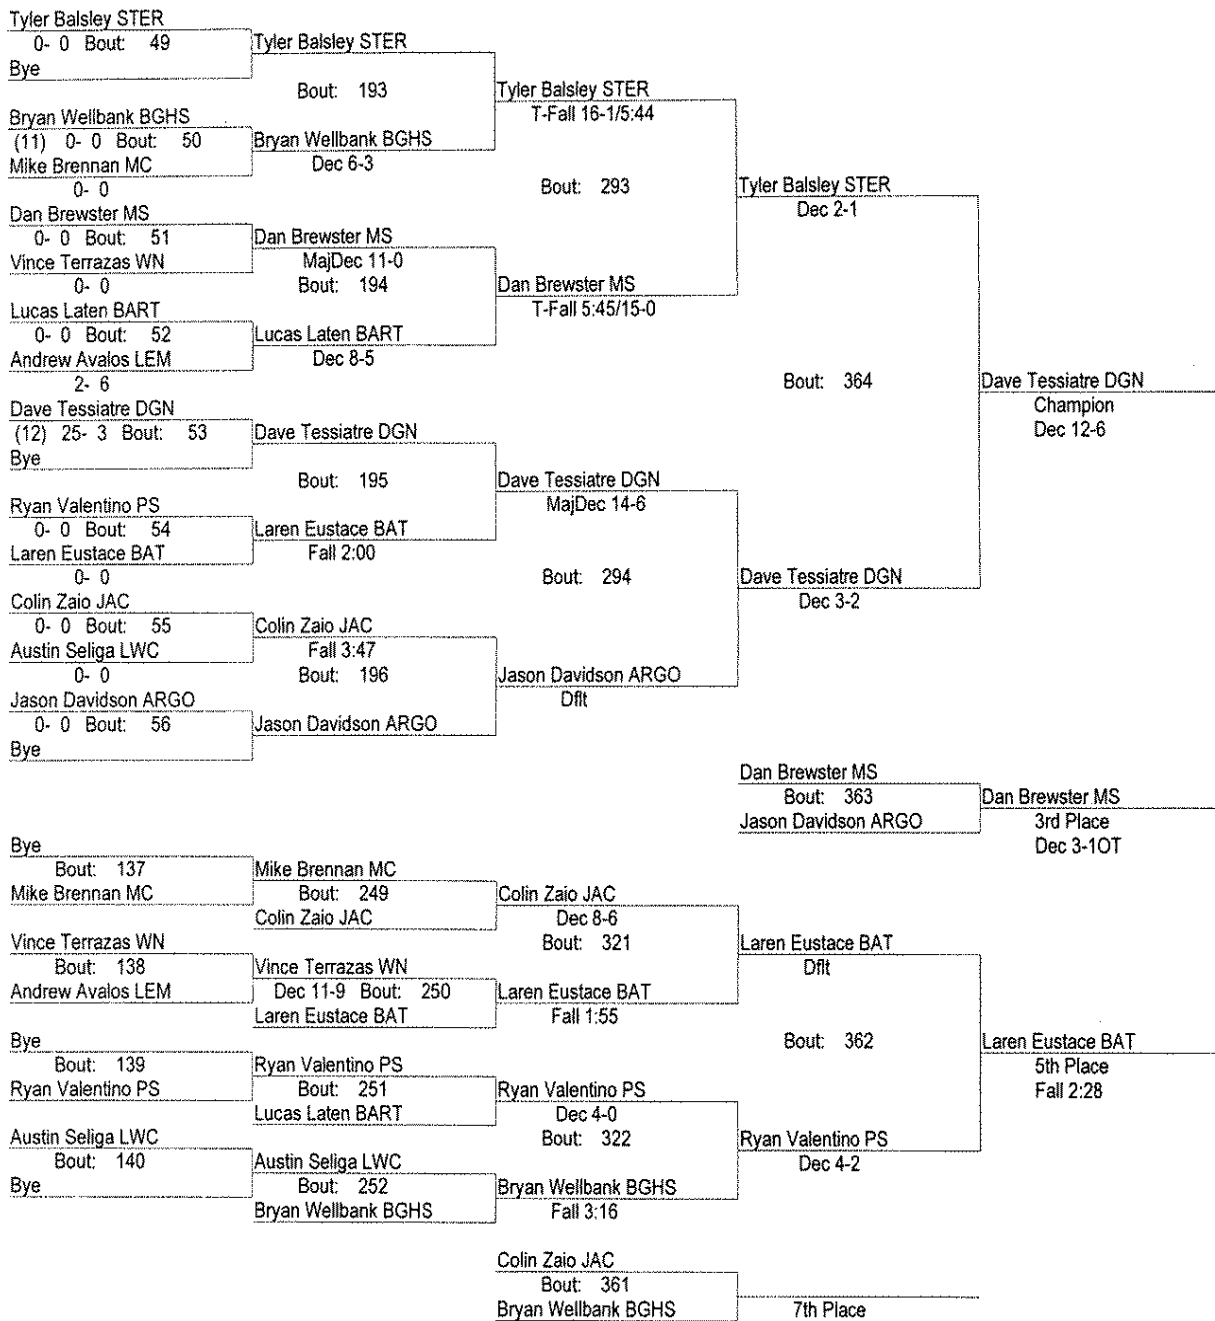 Tyler Balsley STER
0- 0 Bout: 49
Bye
Bryan Wellbank BGHS
(11) 0- 0 Bout: 50
Mike Brennan MC
0- 0
Dan Brewster MS
0- 0 Bout: 51
Vince Terrazas WN
0- 0
Lucas Laten BART
0- 0 Bout: 52
Andrew Avalos LEM
2- 6
Dave Tessiatre DGN
(12) 25- 3 Bout: 53
Bye
Ryan Valentino PS
0- 0 Bout: 54
Laren Eustace BAT
0- 0
Colin Zaio JAC
0- 0 Bout: 55
Austin Seliga LWC
0- 0
Jason Davidson ARGO
0- 0 Bout: 56
Bye
Tyler Balsley STER
Bout: 193
Bryan Wellbank BGHS
Dec 6-3
Dan Brewster MS
MajDec 11-0
Bout: 194
Lucas Laten BART
Dec 8-5
Dave Tessiatre DGN
Bout: 195
Laren Eustace BAT
Fall 2:00
Colin Zaio JAC
Fall 3:47
Bout: 196
Jason Davidson ARGO
Tyler Balsley STER
T-Fall 16-1/5:44
Bout: 293
Dan Brewster MS
T-Fall 5:45/15-0
Dave Tessiatre DGN
MajDec 14-6
Bout: 294
Jason Davidson ARGO
Dflt
Tyler Balsley STER
Dec 2-1
Bout: 364
Dave Tessiatre DGN
Dec 3-2
Dave Tessiatre DGN
Champion
Dec 12-6
Dan Brewster MS
Bout: 363
Jason Davidson ARGO
Dan Brewster MS
3rd Place
Dec 3-1OT
Bye
Bout: 137
Mike Brennan MC
Vince Terrazas WN
Bout: 138
Andrew Avalos LEM
Bye
Bout: 139
Ryan Valentino PS
Austin Seliga LWC
Bout: 140
Bye
Mike Brennan MC
Bout: 249
Colin Zaio JAC
Vince Terrazas WN
Dec 11-9 Bout: 250
Laren Eustace BAT
Ryan Valentino PS
Bout: 251
Lucas Laten BART
Austin Seliga LWC
Bout: 252
Bryan Wellbank BGHS
Colin Zaio JAC
Dec 8-6
Bout: 321
Laren Eustace BAT
Fall 1:55
Ryan Valentino PS
Dec 4-0
Bout: 322
Bryan Wellbank BGHS
Fall 3:16
Laren Eustace BAT
Dflt
Bout: 362
Ryan Valentino PS
Dec 4-2
Laren Eustace BAT
5th Place
Fall 2:28
Colin Zaio JAC
Bout: 361
Bryan Wellbank BGHS
7th Place